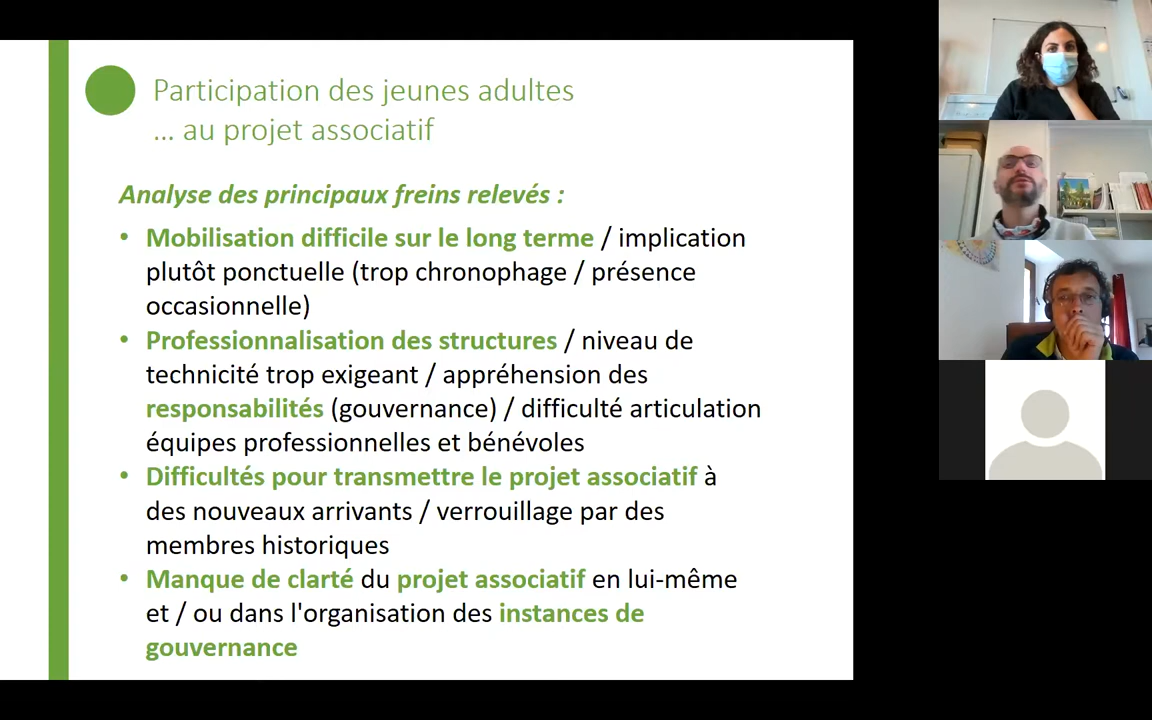 Participation des jeunes adultes
... au projet associatif
Analyse des principaux freins relevés :
• Mobilisation difficile sur le long terme / implication
plutôt ponctuelle (trop chronophage / présence
occasionnelle)
• Professionnalisation des structures / niveau de
technicité trop exigeant / appréhension des
responsabilités (gouvernance) / difficulté articulation
équipes professionnelles et bénévoles
• Difficultés pour transmettre le projet associatif à
des nouveaux arrivants / verrouillage par des
membres historiques
• Manque de clarté du projet associatif en lui-même
et / ou dans l'organisation des instances de
gouvernance